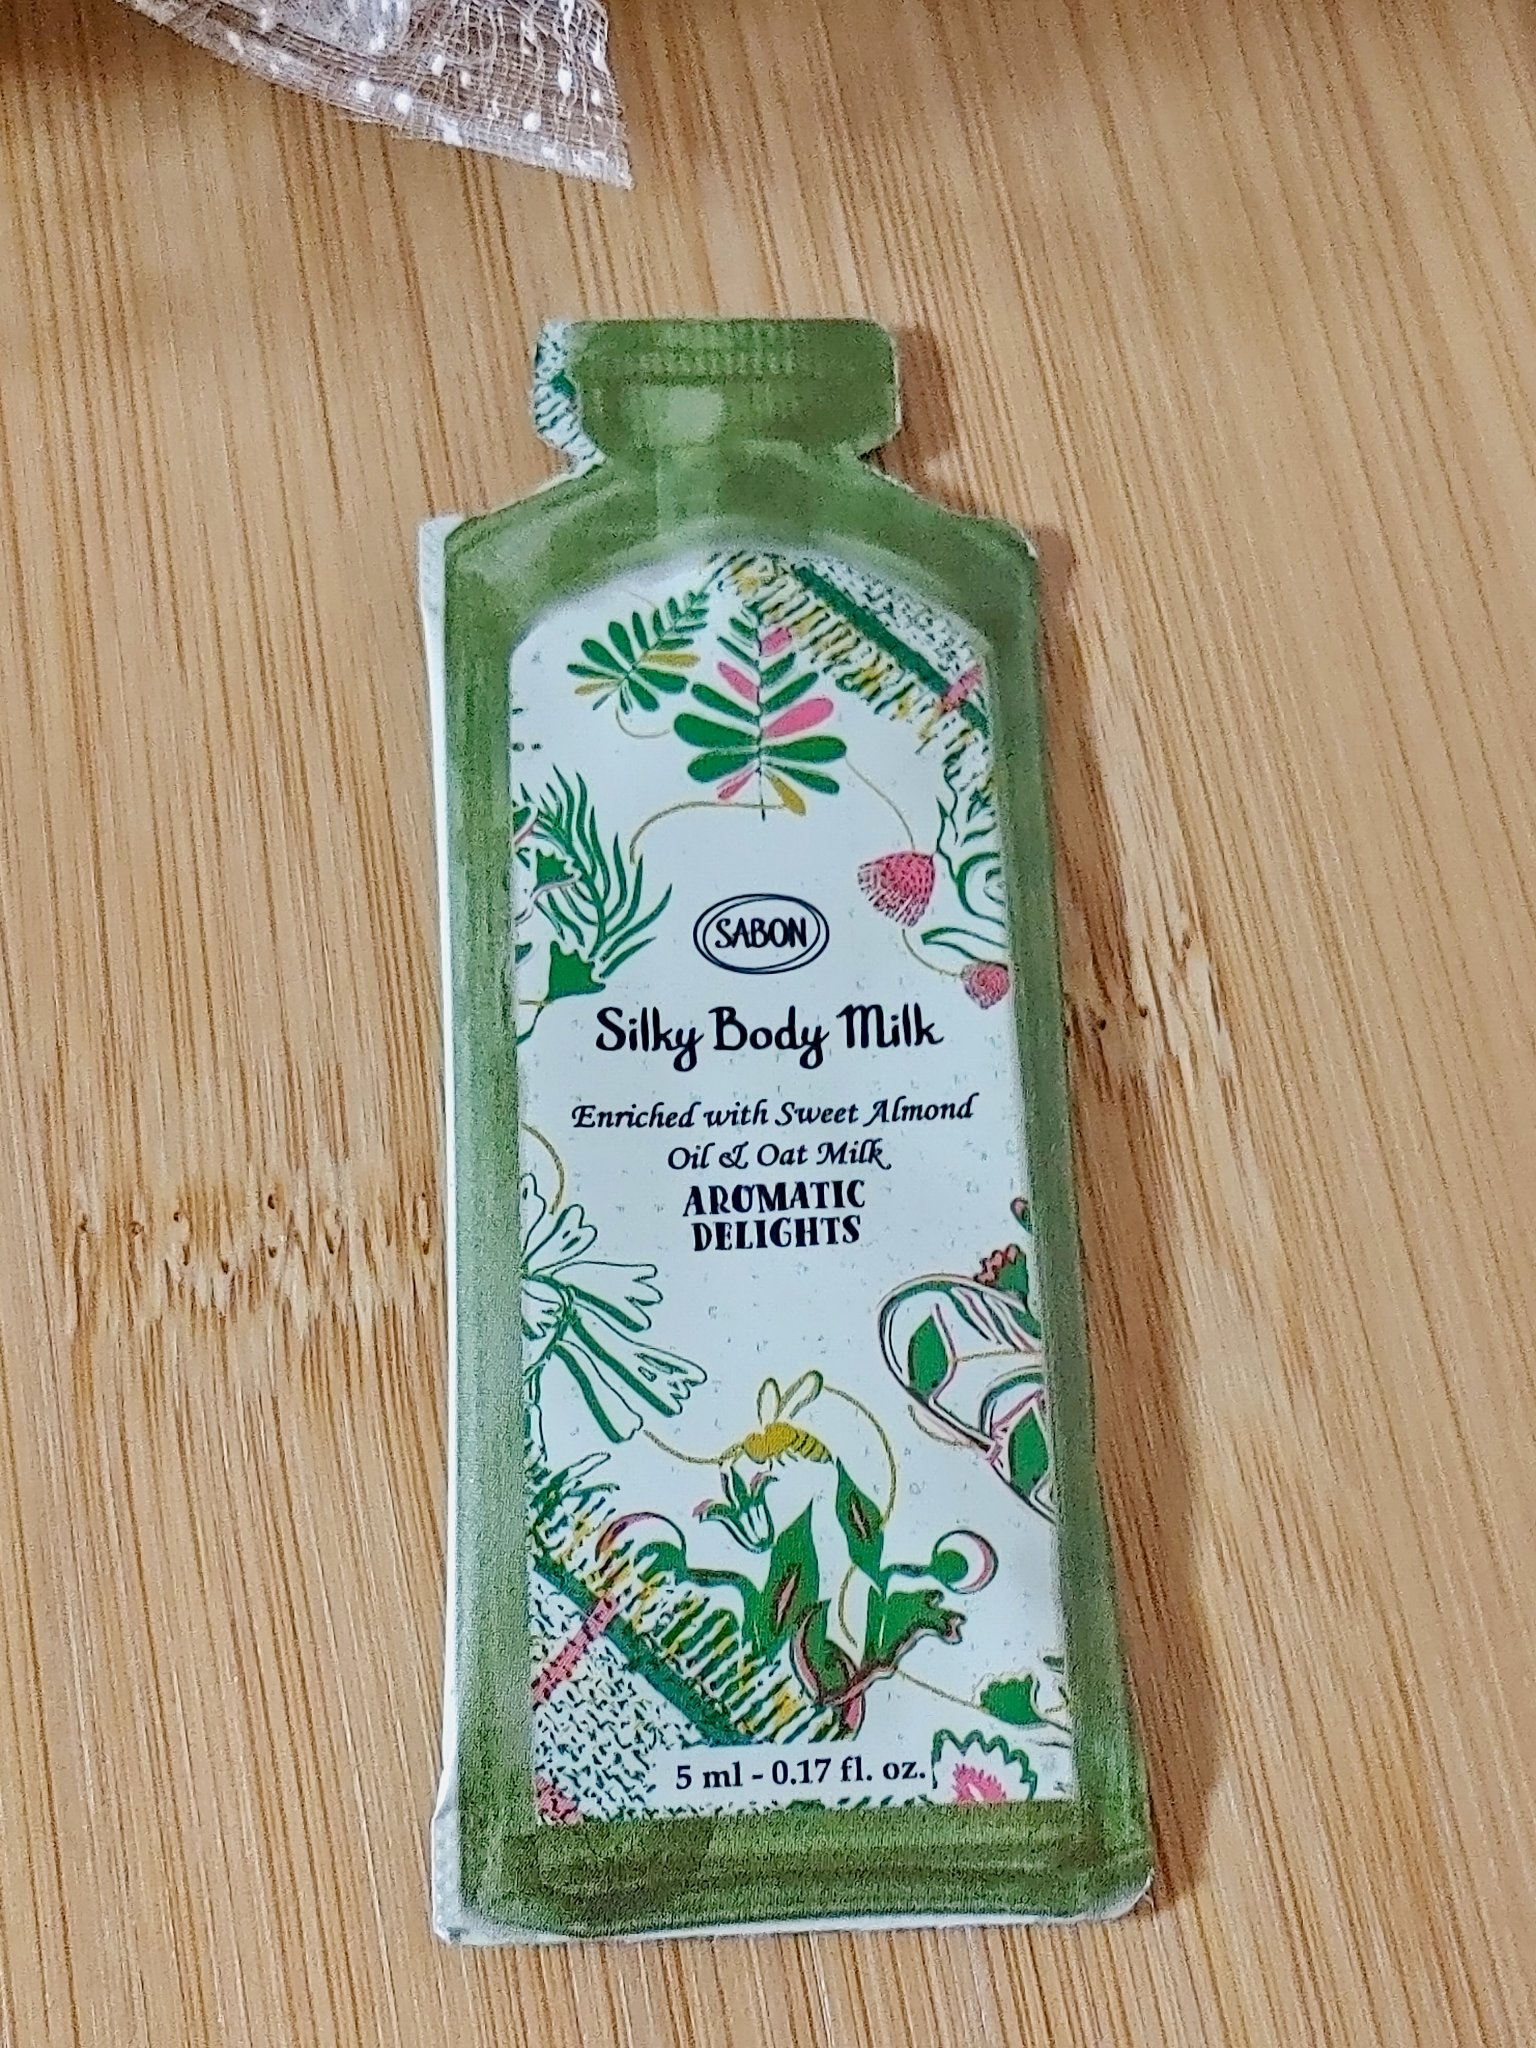 SABON
Silky Body Milk
Enriched with Sweet Almond
Oil & Oat Milk
AROMATIC
DELIGHTS
5 ml - 0.17 fl. oz.